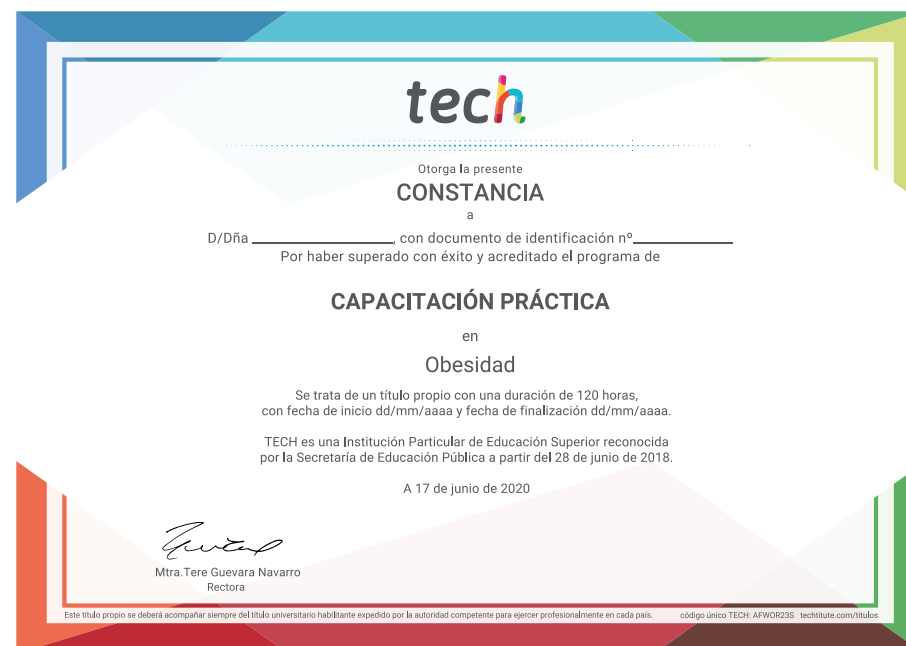 tech
Otorga la presente
CONSTANCIA
a
D/Dña ____________________, con documento de identificación nº______________
Por haber superado con éxito y acreditado el programa de
CAPACITACIÓN PRÁCTICA
en
Obesidad
Se trata de un título propio con una duración de 120 horas,
con fecha de inicio dd/mm/aaaa y fecha de finalización dd/mm/aaaa.
TECH es una Institución Particular de Educación Superior reconocida
por la Secretaría de Educación Pública a partir del 28 de junio de 2018.
A 17 de junio de 2020
Mtra.Tere Guevara Navarro
Rectora
Este título propio se deberá acompañar siempre del título universitario habilitante expedido por la autoridad competente para ejercer profesionalmente en cada país. código único TECH: AFWOR23S techtitute.com/títulos